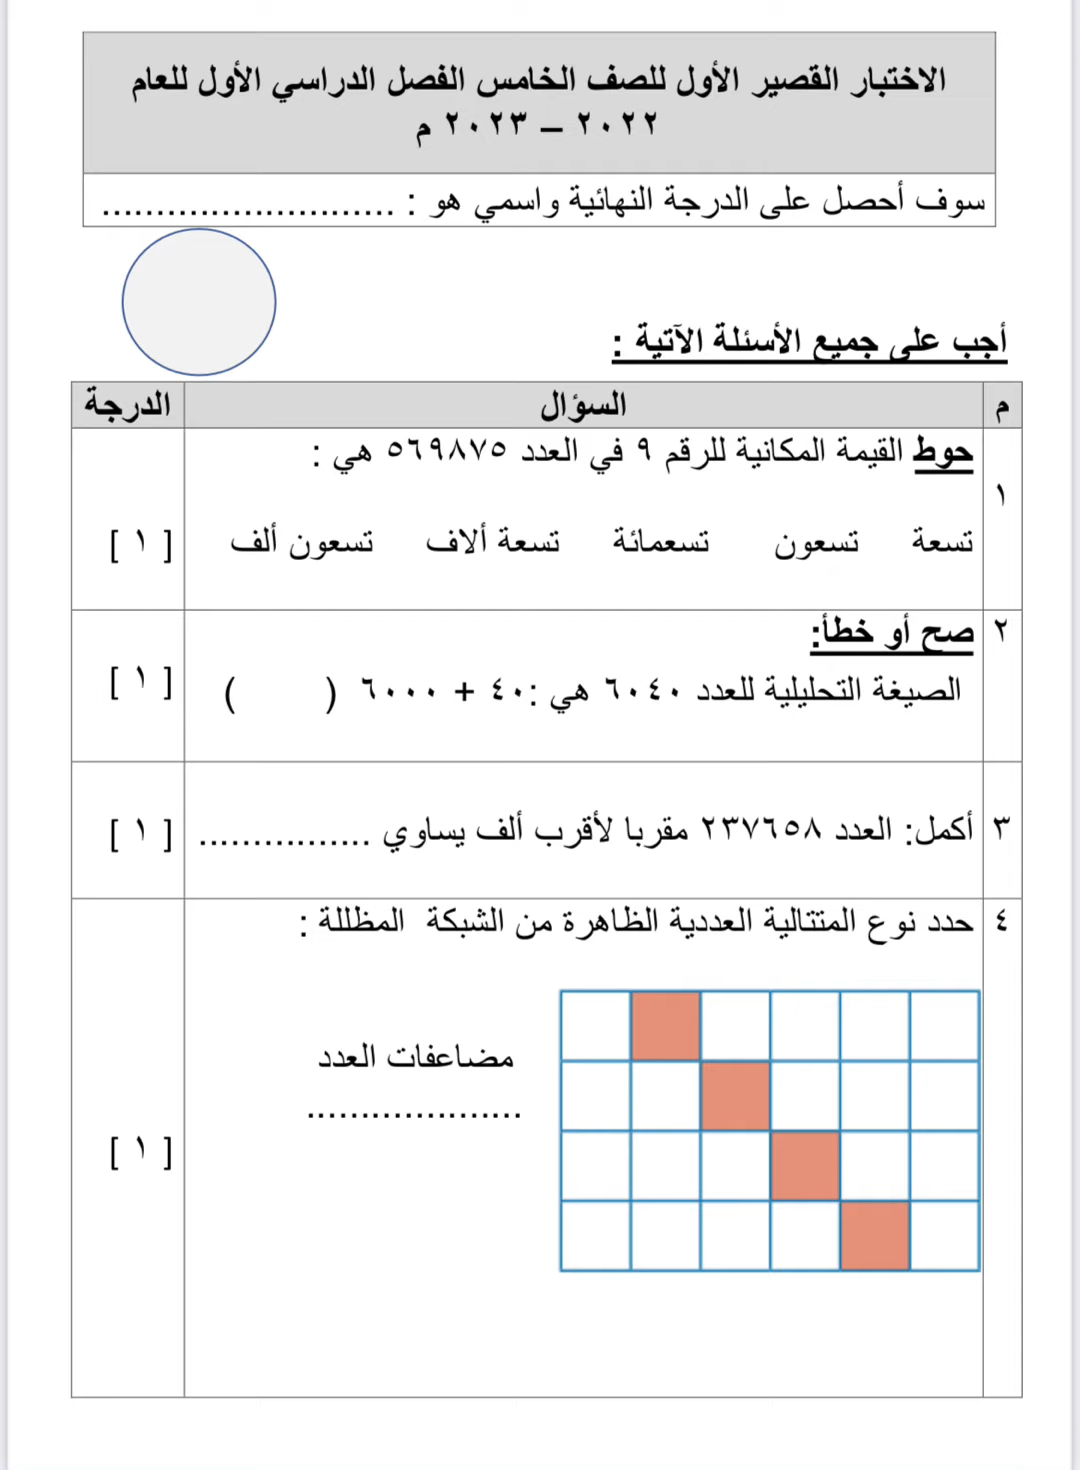 الاختبار القصير الأول للصف الخامس الفصل الدراسي الأول للعام
٢٠٢٢ – ٢٠٢٣ م
سوف أحصل على الدرجة النهائية واسمي هو : ...........................
أجب على جميع الأسئلة الآتية :
م السؤال الدرجة
١ حوط القيمة المكانية للرقم ٩ في العدد ٥٦٩٨٧٥ هي :
تسعة تسعون تسعمائة تسعة ألاف تسعون ألف [ ١ ]
٢ صح أو خطأ:
الصيغة التحليلية للعدد ٦٠٤٠ هي :٤٠ + ٦٠٠٠ ( ) [ ١ ]
٣ أكمل: العدد ٢٣٧٦٥٨ مقربا لأقرب ألف يساوي ................ [ ١ ]
٤ حدد نوع المتتالية العددية الظاهرة من الشبكة المظللة :
مضاعفات العدد
....................
[ ١ ]